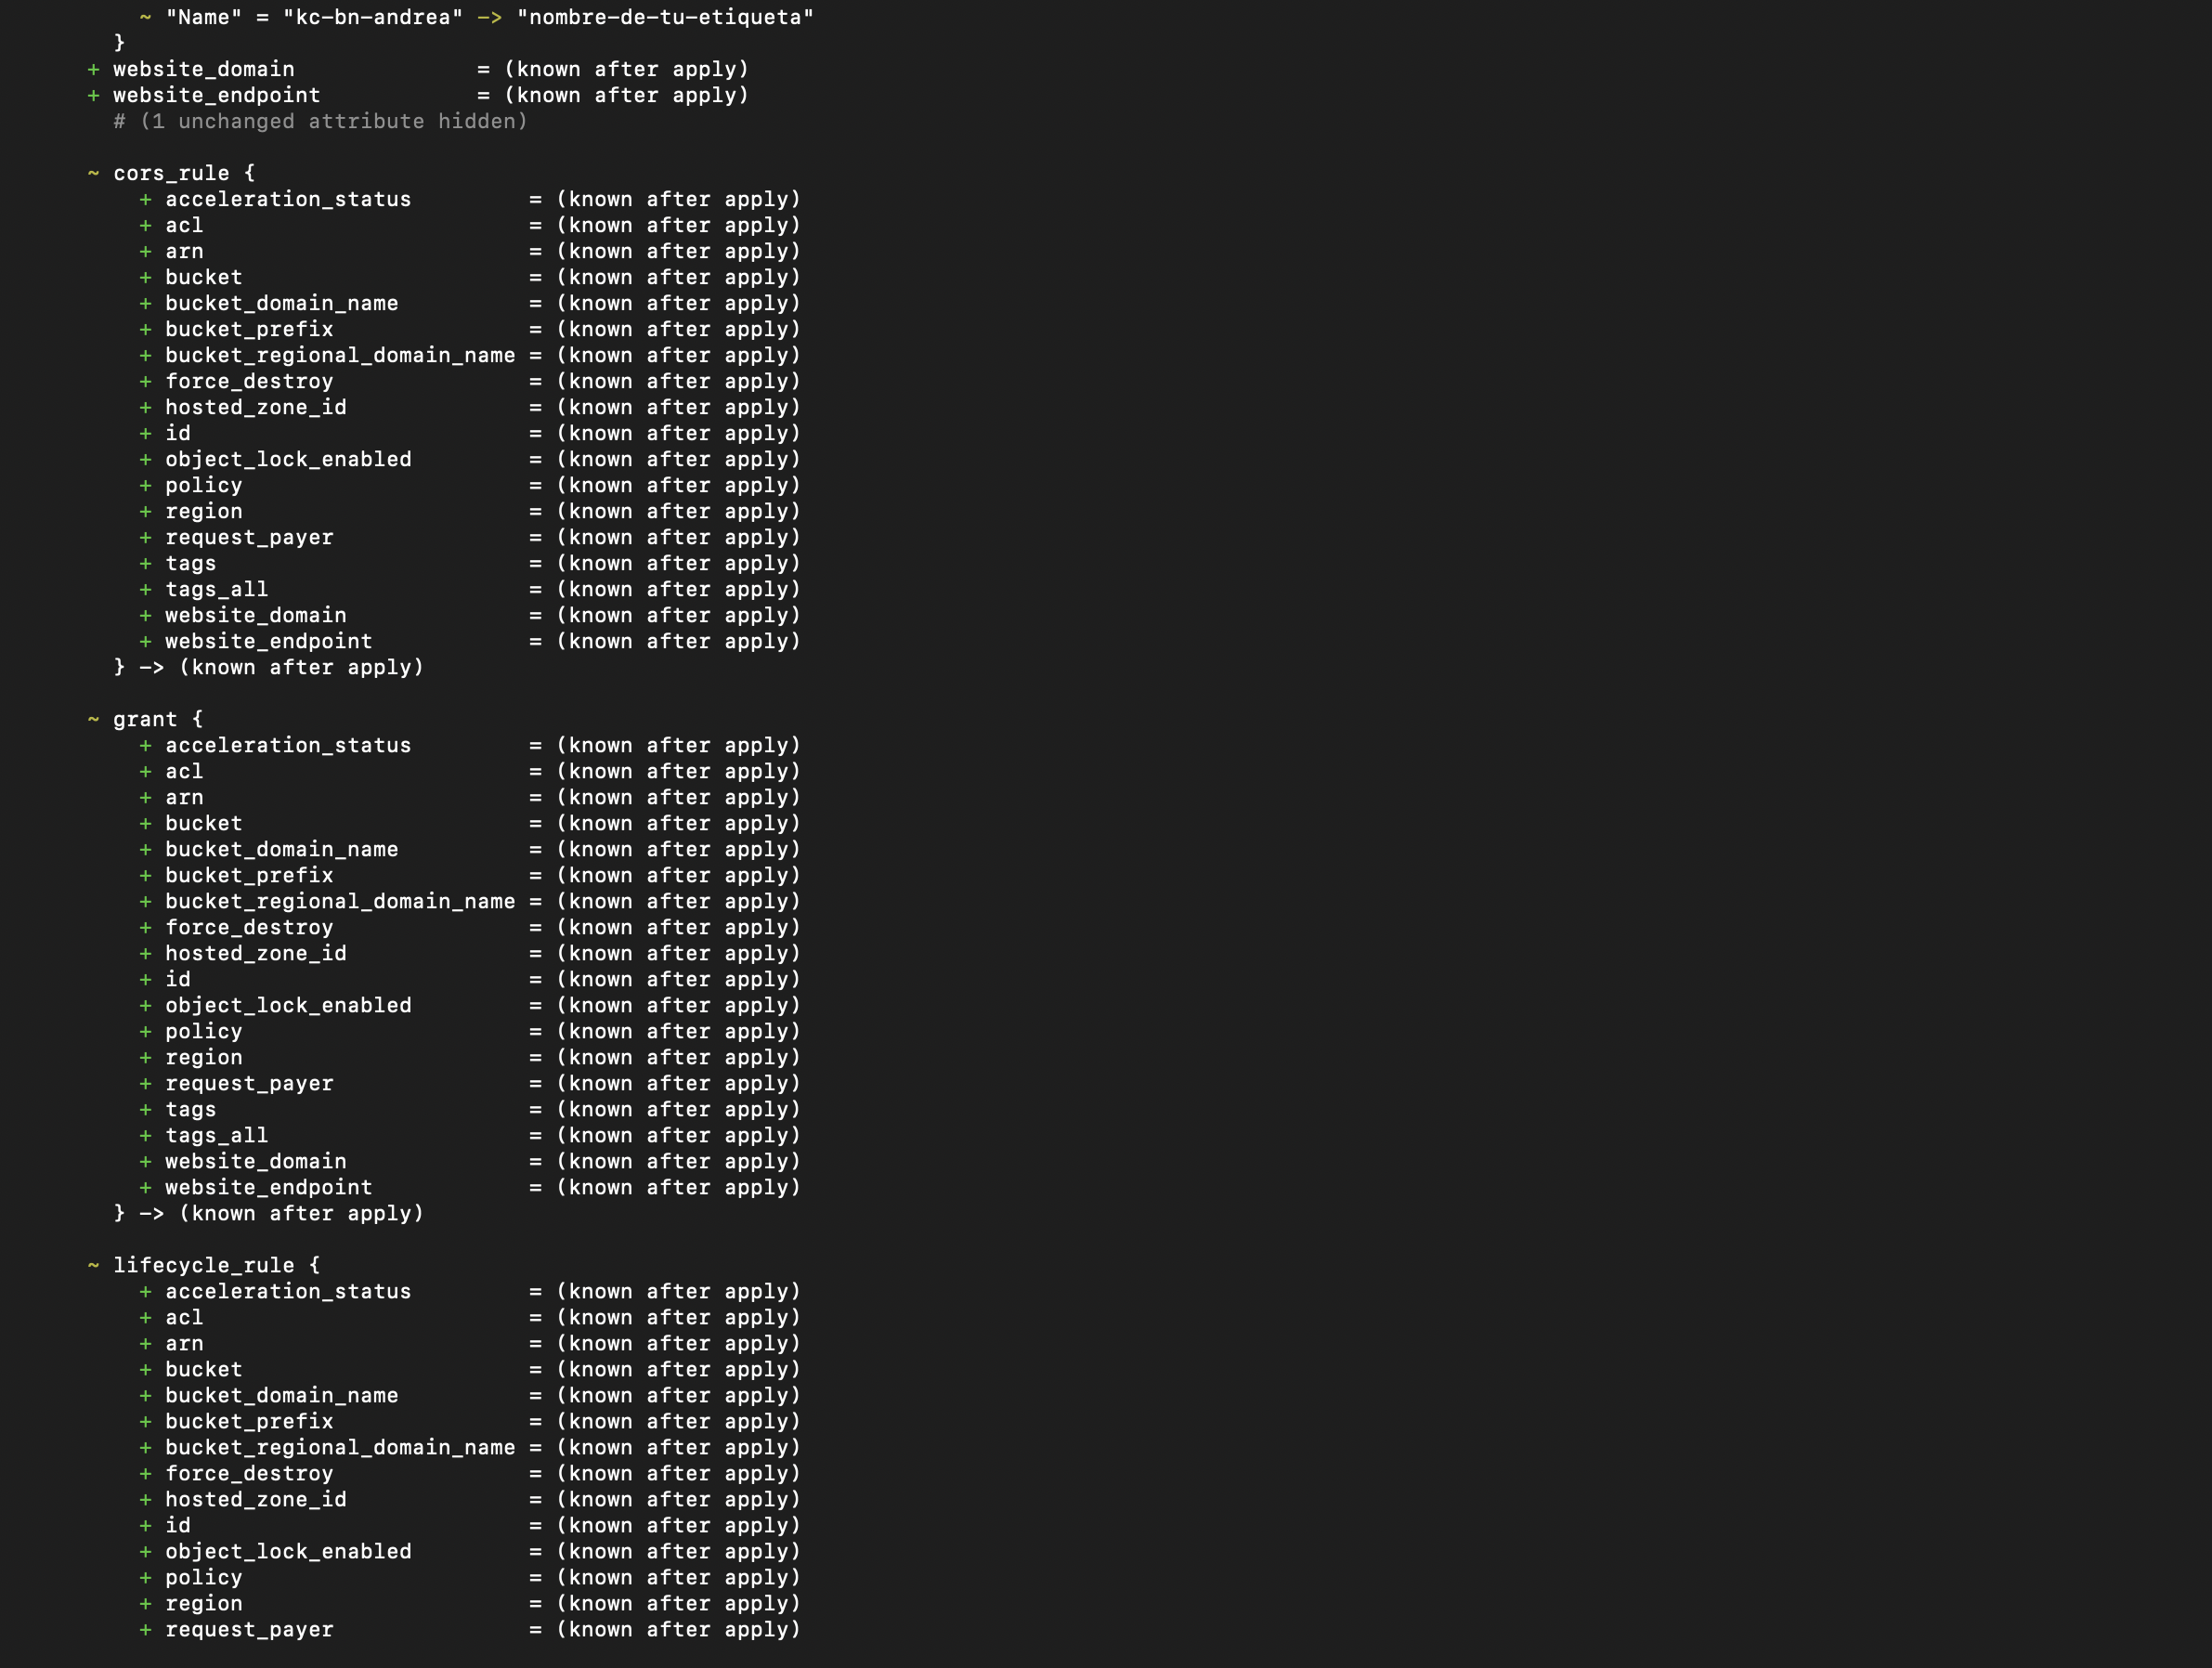 ~ "Name" = "kc-bn-andrea" -> "nombre-de-tu-etiqueta"
}
+ website_domain = (known after apply)
+ website_endpoint = (known after apply)
# (1 unchanged attribute hidden)
~ cors_rule {
+ acceleration_status = (known after apply)
+ acl = (known after apply)
+ arn = (known after apply)
+ bucket = (known after apply)
+ bucket_domain_name = (known after apply)
+ bucket_prefix = (known after apply)
+ bucket_regional_domain_name = (known after apply)
+ force_destroy = (known after apply)
+ hosted_zone_id = (known after apply)
+ id = (known after apply)
+ object_lock_enabled = (known after apply)
+ policy = (known after apply)
+ region = (known after apply)
+ request_payer = (known after apply)
+ tags = (known after apply)
+ tags_all = (known after apply)
+ website_domain = (known after apply)
+ website_endpoint = (known after apply)
} -> (known after apply)
~ grant {
+ acceleration_status = (known after apply)
+ acl = (known after apply)
+ arn = (known after apply)
+ bucket = (known after apply)
+ bucket_domain_name = (known after apply)
+ bucket_prefix = (known after apply)
+ bucket_regional_domain_name = (known after apply)
+ force_destroy = (known after apply)
+ hosted_zone_id = (known after apply)
+ id = (known after apply)
+ object_lock_enabled = (known after apply)
+ policy = (known after apply)
+ region = (known after apply)
+ request_payer = (known after apply)
+ tags = (known after apply)
+ tags_all = (known after apply)
+ website_domain = (known after apply)
+ website_endpoint = (known after apply)
} -> (known after apply)
~ lifecycle_rule {
+ acceleration_status = (known after apply)
+ acl = (known after apply)
+ arn = (known after apply)
+ bucket = (known after apply)
+ bucket_domain_name = (known after apply)
+ bucket_prefix = (known after apply)
+ bucket_regional_domain_name = (known after apply)
+ force_destroy = (known after apply)
+ hosted_zone_id = (known after apply)
+ id = (known after apply)
+ object_lock_enabled = (known after apply)
+ policy = (known after apply)
+ region = (known after apply)
+ request_payer = (known after apply)